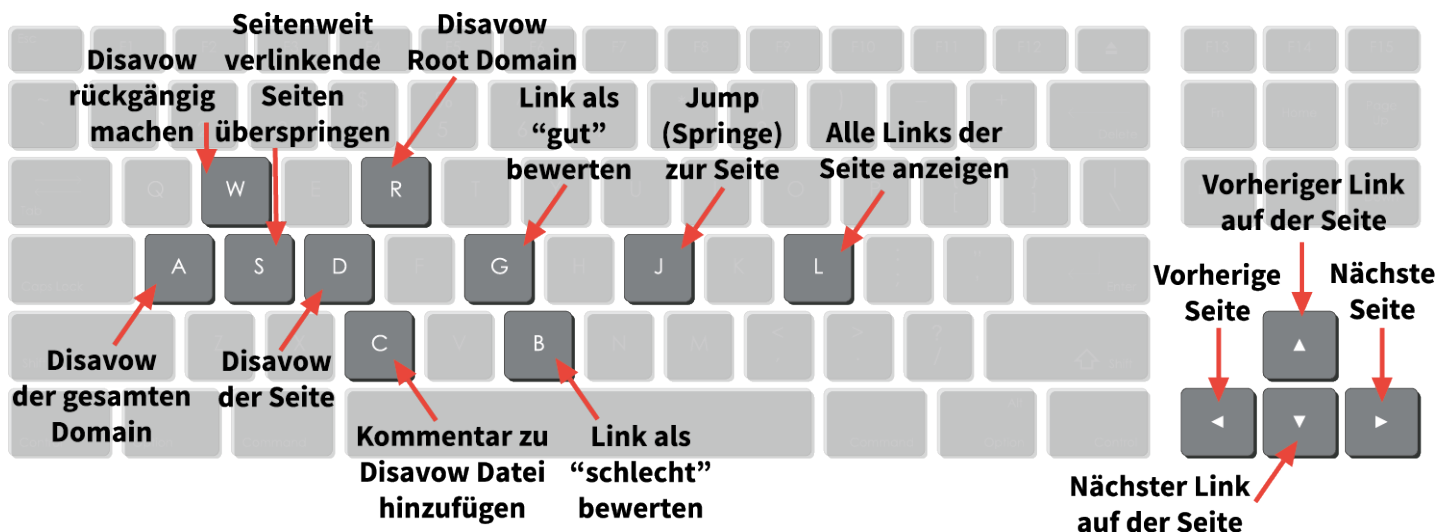 Disavow
rückgängig
machen
Seitenweit
verlinkende
Seiten
überspringen
Disavow
Root Domain
Link als
“gut”
bewerten
Jump
(Springe)
zur Seite
Alle Links der
Seite anzeigen
Vorheriger Link
auf der Seite
Q
W
E
R
T
A
S
D
F
G
H
J
K
L
Vorherige
Seite
Nächste
Seite
Z
X
C
V
B
N
M
Disavow
der gesamten
Domain
Disavow
der Seite
Kommentar zu
Disavow Datei
hinzufügen
Link als
“schlecht”
bewerten
Nächster Link
auf der Seite